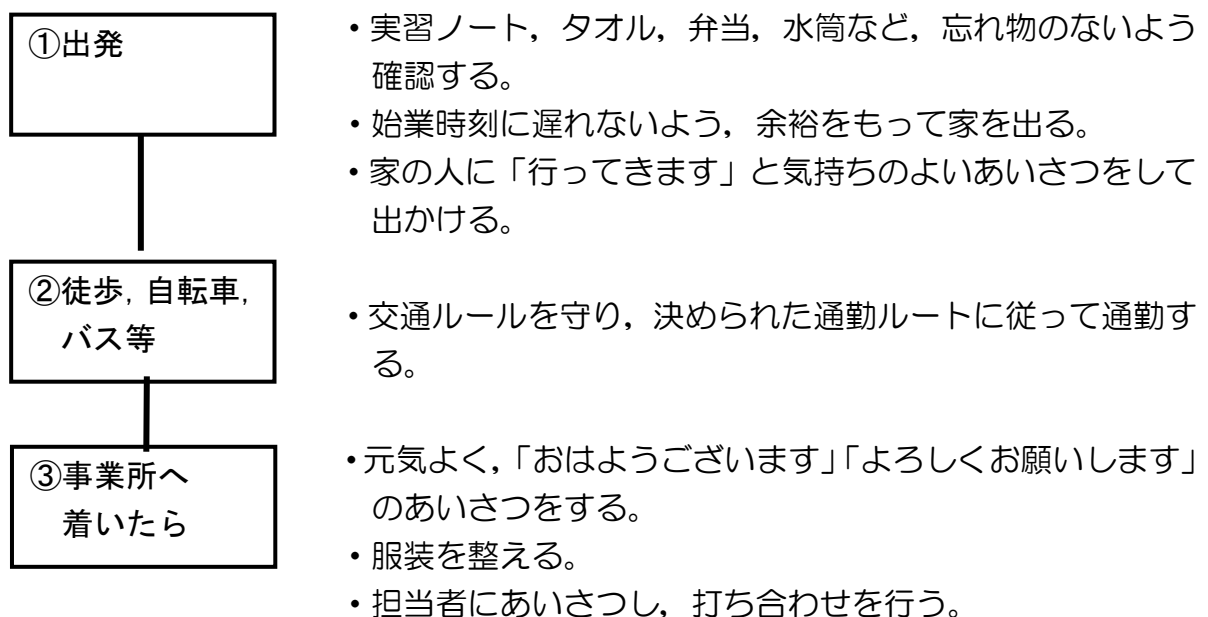 ①出発
・実習ノート，タオル，弁当，水筒など，忘れ物のないよう
確認する。
・始業時刻に遅れないよう，余裕をもって家を出る。
・家の人に「行ってきます」と気持ちのよいあいさつをして
出かける。
②徒歩，自転車，
バス等
・交通ルールを守り，決められた通勤ルートに従って通勤す
る。
③事業所へ
着いたら
・元気よく，「おはようございます」「よろしくお願いします」
のあいさつをする。
・服装を整える。
・担当者にあいさつし，打ち合わせを行う。